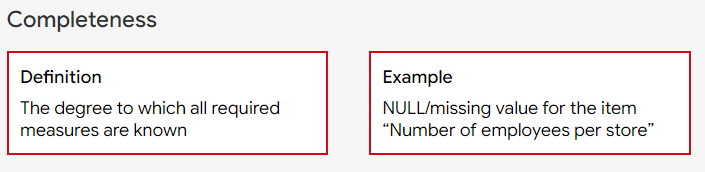 Completeness
Definition
The degree to which all required
measures are known
Example
NULL/missing value for the item
“Number of employees per store”